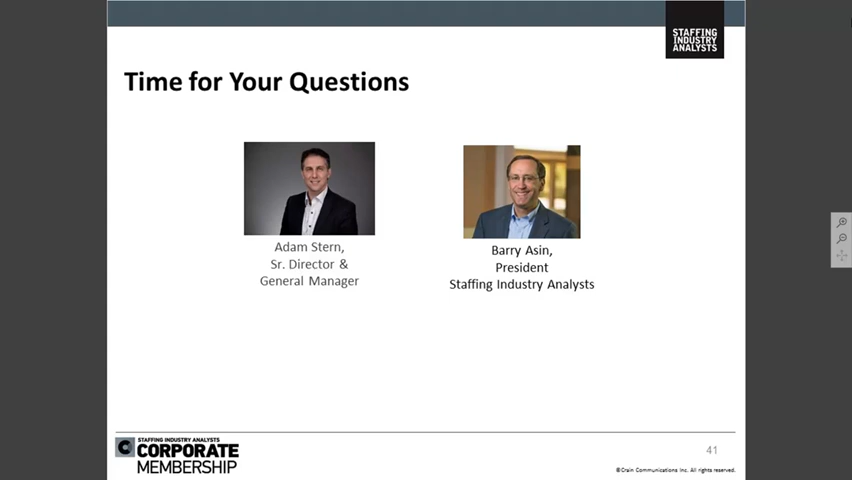 STAFFING
INDUSTRY
ANALYSTS
Time for Your Questions
Adam Stern,
Sr. Director &
General Manager
Barry Asin,
President
Staffing Industry Analysts
C
STAFFING INDUSTRY ANALYSTS
CORPORATE
MEMBERSHIP
41
©Crain Communications Inc. All rights reserved.